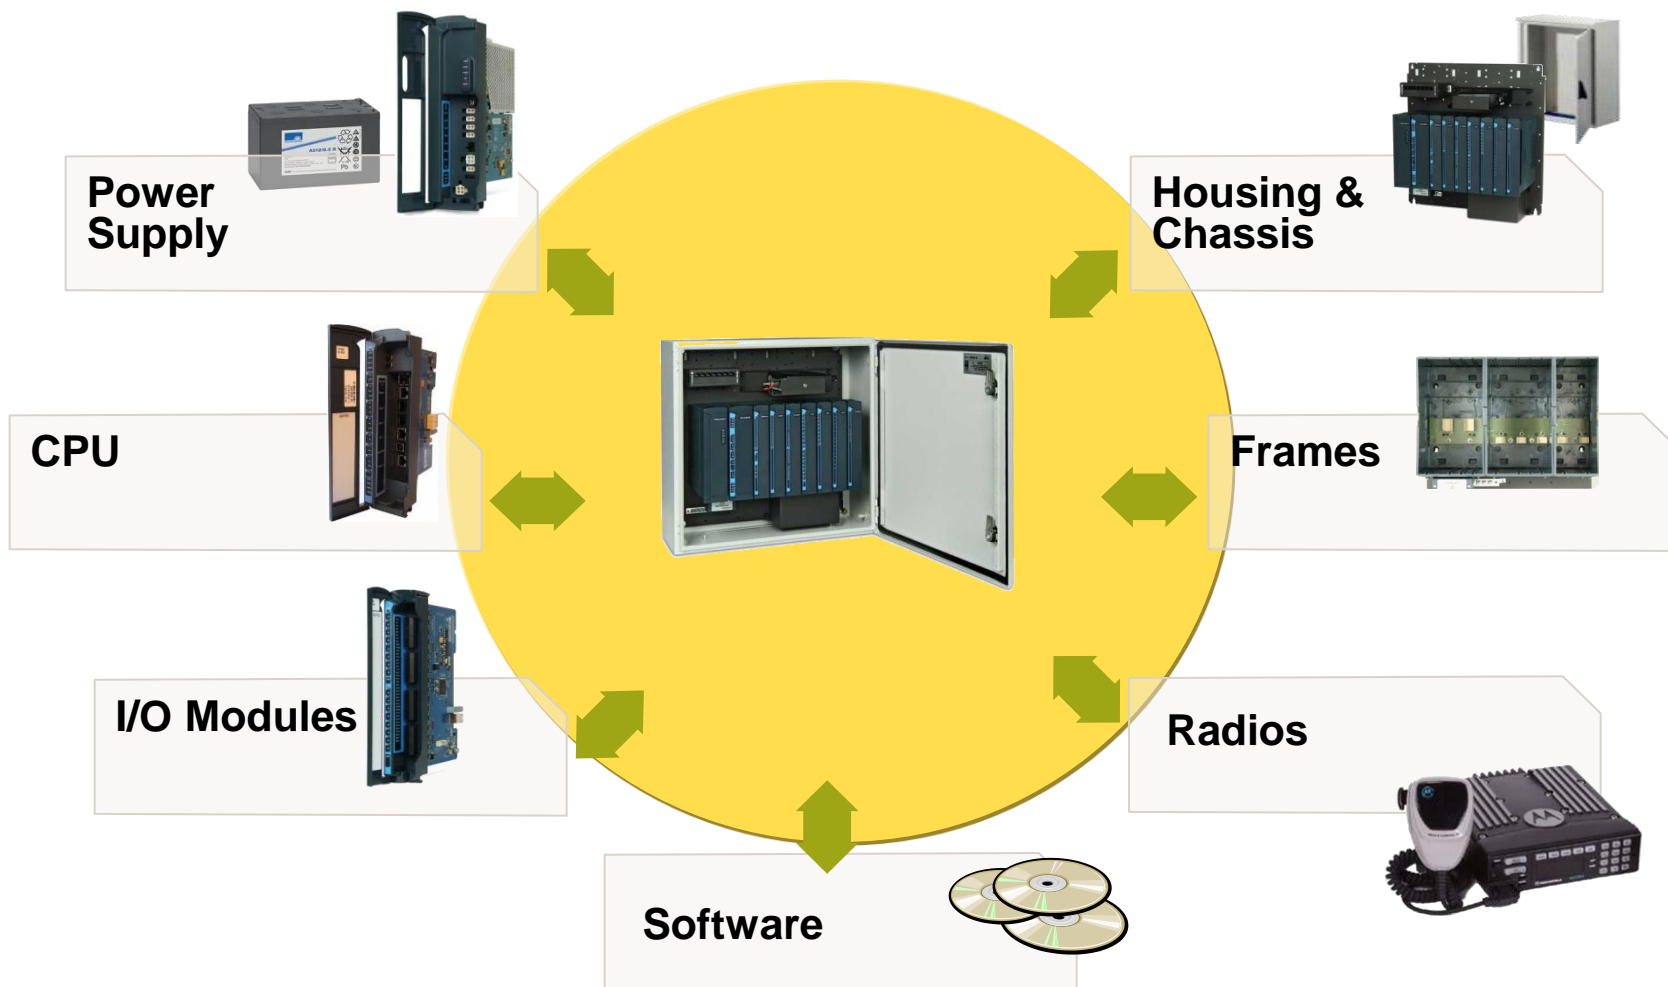 Power
Supply
Housing &
Chassis
CPU
Frames
I/O Modules
Radios
Software